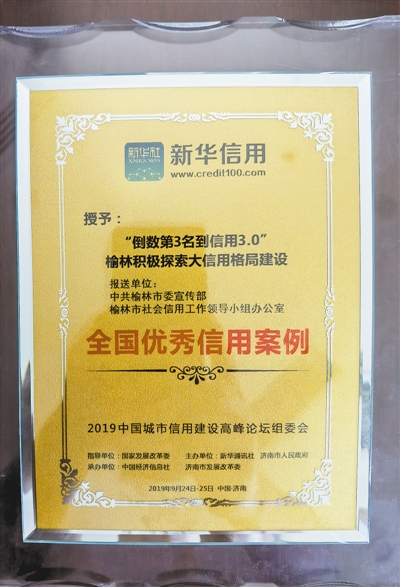 新华社
XINHUA NEWS
新华信用
www.credit100.com
授予：
“倒数第3名到信用3.0”
榆林积极探索大信用格局建设
报送单位：
中共榆林市委宣传部
榆林市社会信用工作领导小组办公室
全国优秀信用案例
2019中国城市信用建设高峰论坛组委会
指导单位：国家发展改革委 主办单位：新华通讯社 济南市人民政府
承办单位：中国经济信息社 济南市发展改革委
2019年9月24日-25日 中国·济南